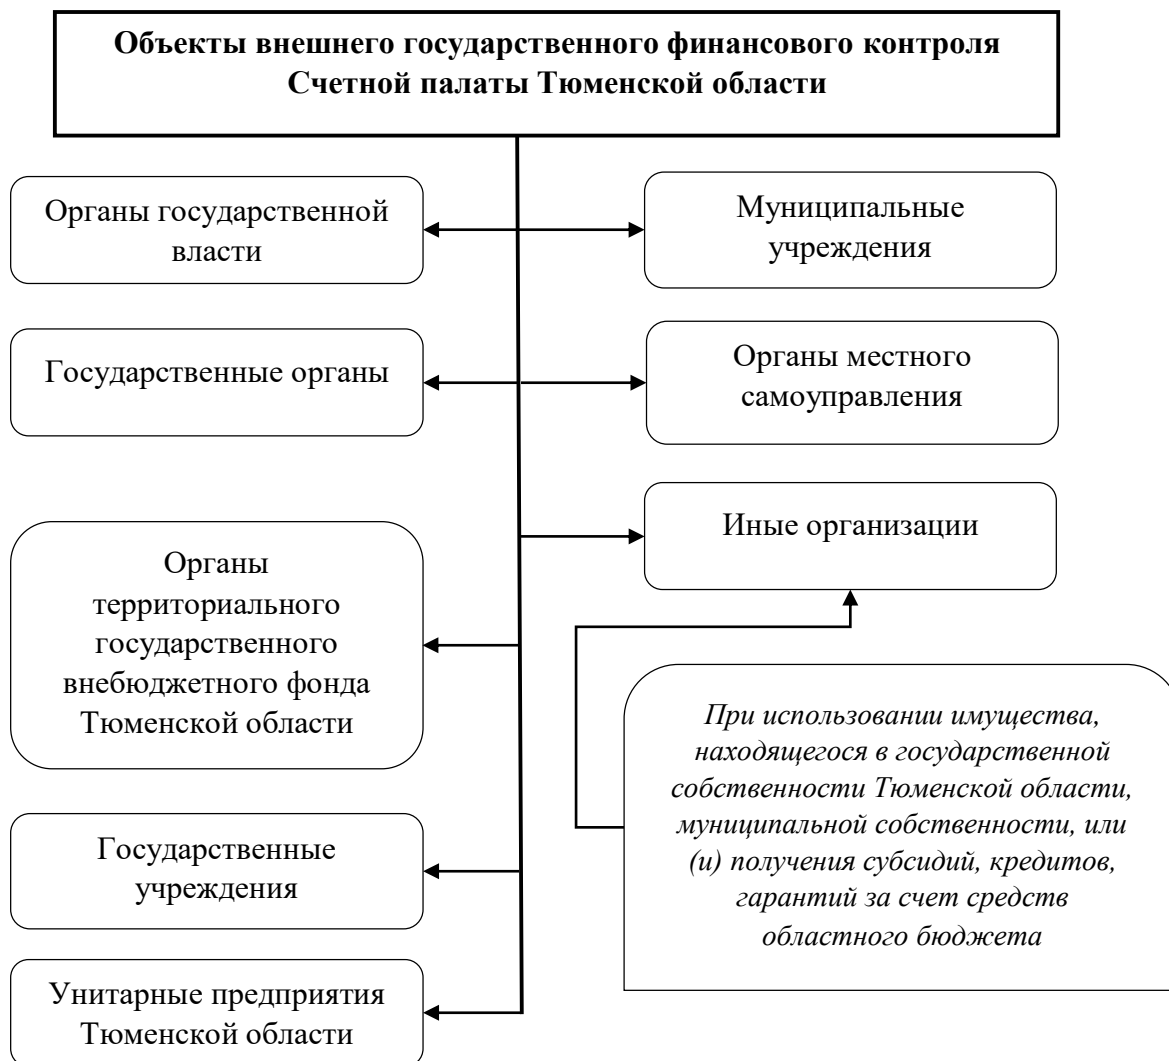 Объекты внешнего государственного финансового контроля
Счетной палаты Тюменской области
Органы государственной
власти
Муниципальные
учреждения
Государственные органы
Органы местного
самоуправления
Иные организации
Органы
территориального
государственного
внебюджетного фонда
Тюменской области
При использовании имущества,
находящегося в государственной
собственности Тюменской области,
муниципальной собственности, или
(и) получения субсидий, кредитов,
гарантий за счет средств
областного бюджета
Государственные
учреждения
Унитарные предприятия
Тюменской области